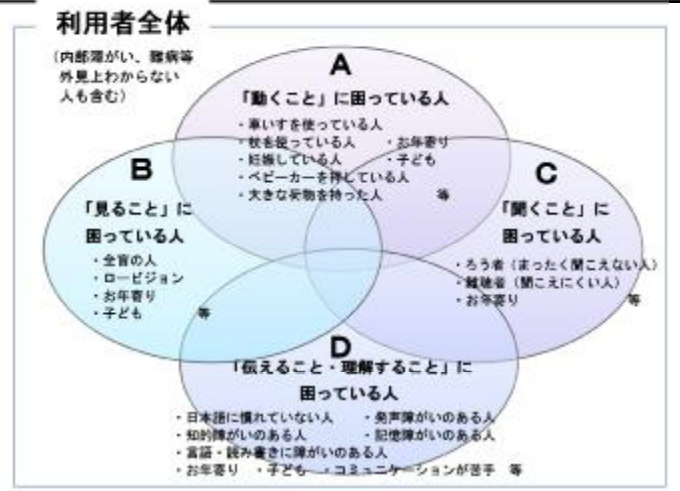 利用者全体
（内部障がい、難病等
外見上わからない
人も含む）
A
「動くこと」に困っている人
・車いすを使っている人
・杖を使っている人　・お年寄り
・妊娠している人　・子ども
・ベビーカーを押している人
・大きな荷物を持った人　等
B
「見ること」に
困っている人
・全盲の人
・ロービジョン
・お年寄り
・子ども　等
C
「聞くこと」に
困っている人
・ろう者（まったく聞こえない人）
・難聴者（聞こえにくい人）
・お年寄り　等
D
「伝えること・理解すること」に
困っている人
・日本語に慣れていない人　・発声障がいのある人
・知的障がいのある人　・記憶障がいのある人
・言語・読み書きに障がいのある人
・お年寄り　・子ども　・コミュニケーションが苦手　等